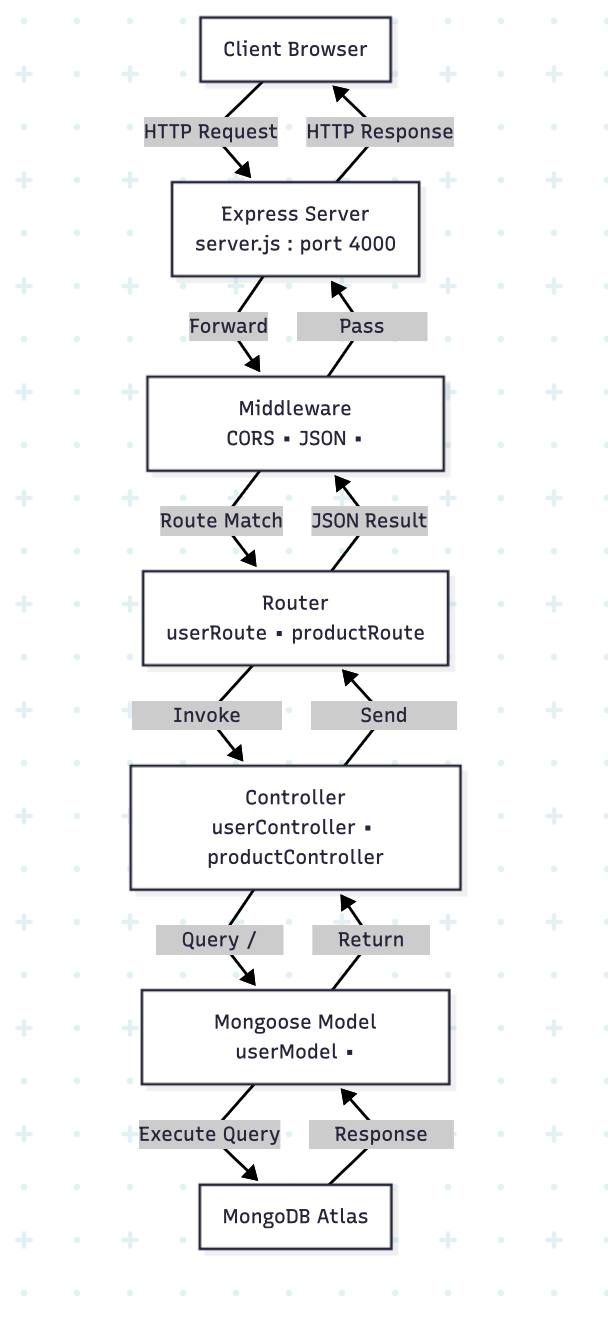 Client Browser
HTTP Request HTTP Response
Express Server
server.js : port 4000
Forward Pass
Middleware
CORS ▪ JSON ▪
Route Match JSON Result
Router
userRoute ▪ productRoute
Invoke Send
Controller
userController ▪
productController
Query / Return
Mongoose Model
userModel ▪
Execute Query Response
MongoDB Atlas